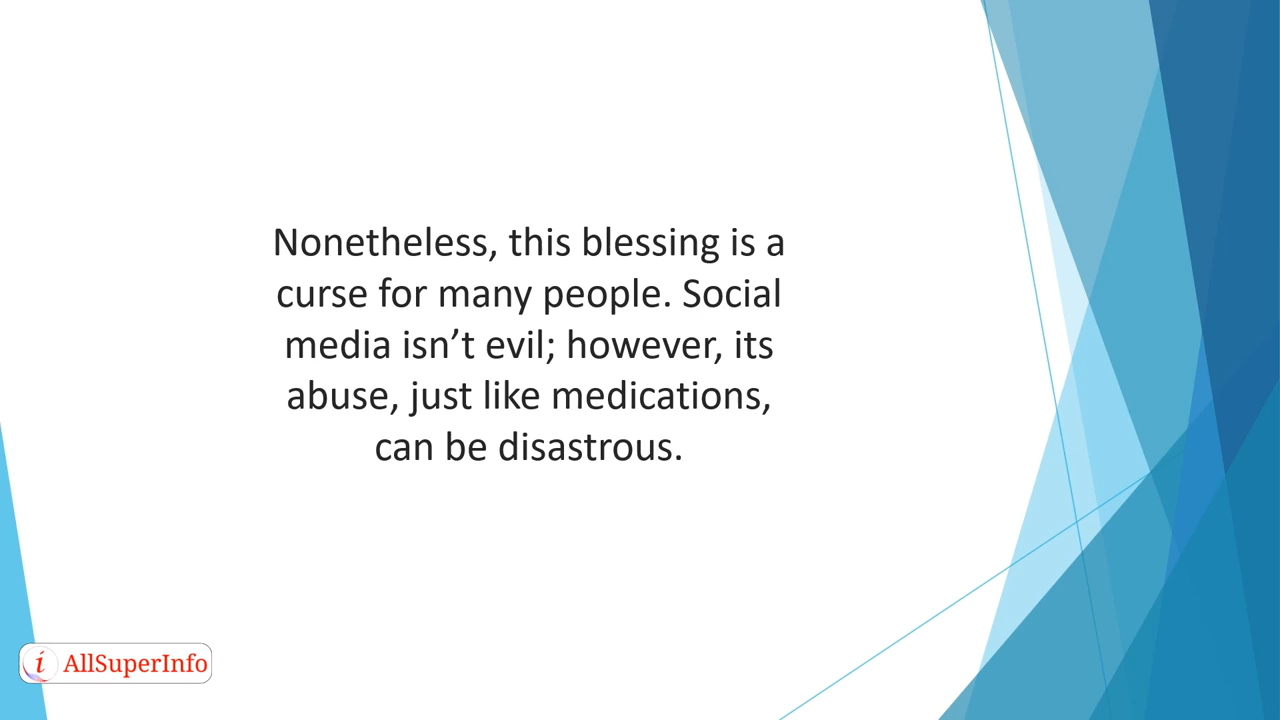 Nonetheless, this blessing is a
curse for many people. Social
media isn’t evil; however, its
abuse, just like medications,
can be disastrous.
i AllSuperInfo